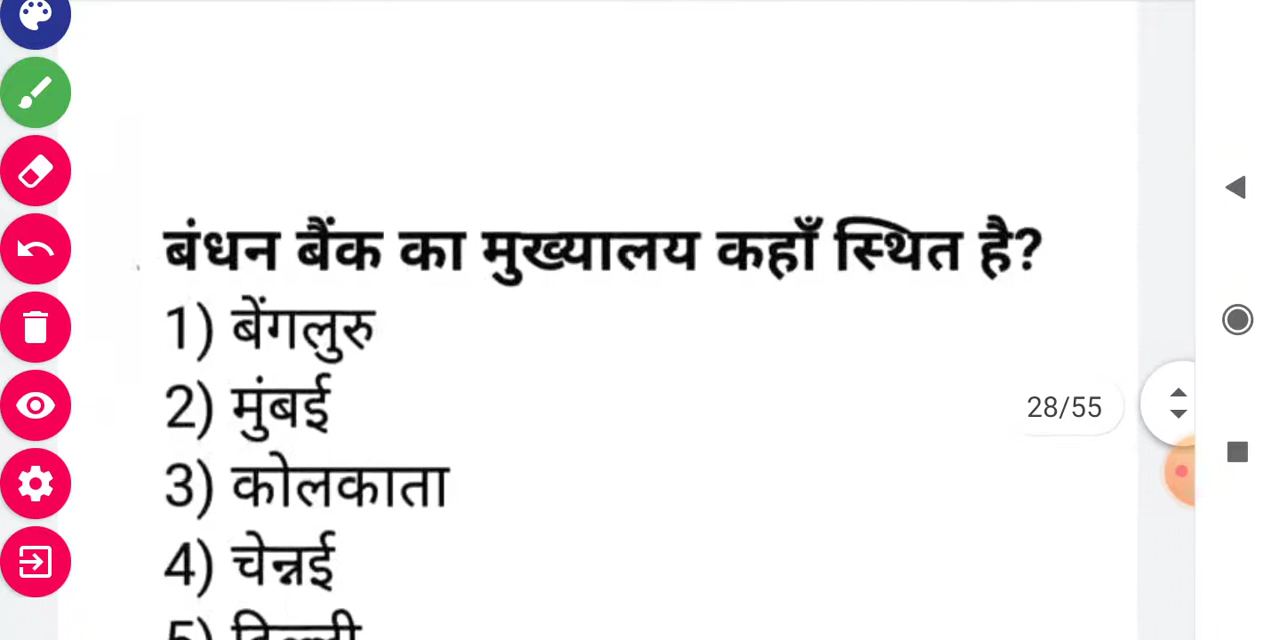 बंधन बैंक का मुख्यालय कहाँ स्थित है?
1) बेंगलुरु
2) मुंबई
28/55
3) कोलकाता
4) चेन्नई